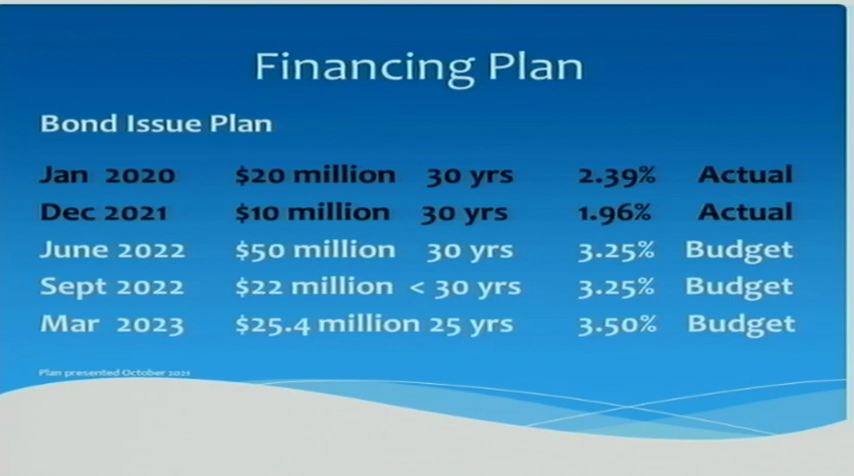 Financing Plan
Bond Issue Plan
Jan 2020 $20 million 30 yrs 2.39% Actual
Dec 2021 $10 million 30 yrs 1.96% Actual
June 2022 $50 million 30 yrs 3.25% Budget
Sept 2022 $22 million < 30 yrs 3.25% Budget
Mar 2023 $25.4 million 25 yrs 3.50% Budget
Plan presented October 2021